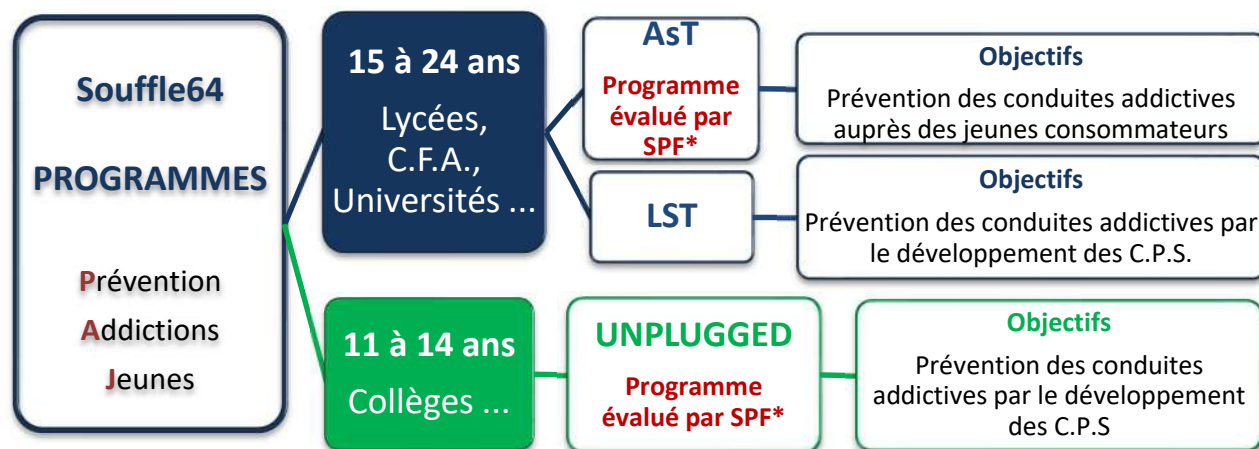 Souffle64
PROGRAMMES
Prévention
Addictions
Jeunes
15 à 24 ans
Lycées,
C.F.A.,
Universités ...
AsT
Programme
évalué par
SPF*
Objectifs
Prévention des conduites addictives
auprès des jeunes consommateurs
LST
Objectifs
Prévention des conduites addictives par
le développement des C.P.S.
11 à 14 ans
Collèges ...
UNPLUGGED
Programme
évalué par SPF*
Objectifs
Prévention des conduites
addictives par le développement
des C.P.S